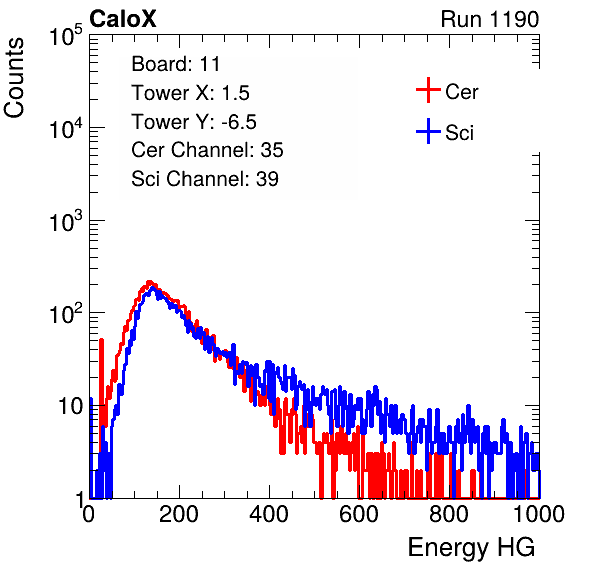 CaloX Run 1190
Counts
10^5
10^4
10^3
10^2
10
1
Board: 11
Tower X: 1.5
Tower Y: -6.5
Cer Channel: 35
Sci Channel: 39
Cer
Sci
0 200 400 600 800 1000
Energy HG